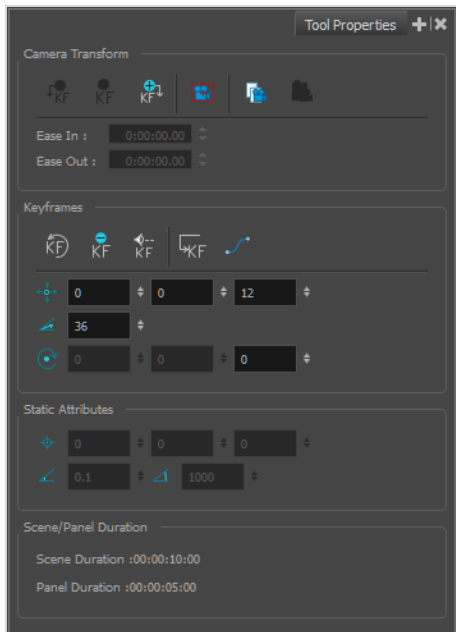 Tool Properties
Camera Transform
KF KF KF
Ease In : 0:00:00.00
Ease Out : 0:00:00.00
Keyframes
KF KF KF KF
0 0 12
36
0 0 0
Static Attributes
0 0 0
0.1 1000
Scene/Panel Duration
Scene Duration :00:00:10:00
Panel Duration :00:00:05:00